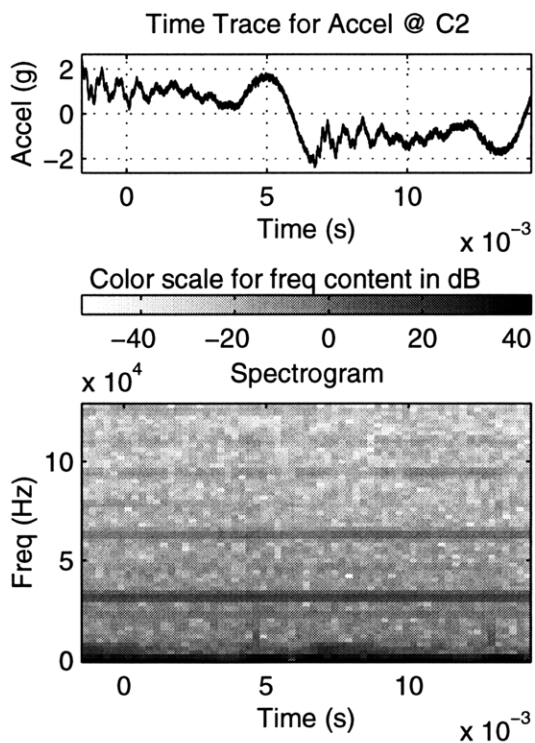 Time Trace for Accel @ C2
Accel (g)
2
0
−2
0
5
10
Time (s)
x 10−3
Color scale for freq content in dB
−40
−20
0
20
40
x 104
Spectrogram
Freq (Hz)
10
5
0
0
5
10
Time (s)
x 10−3